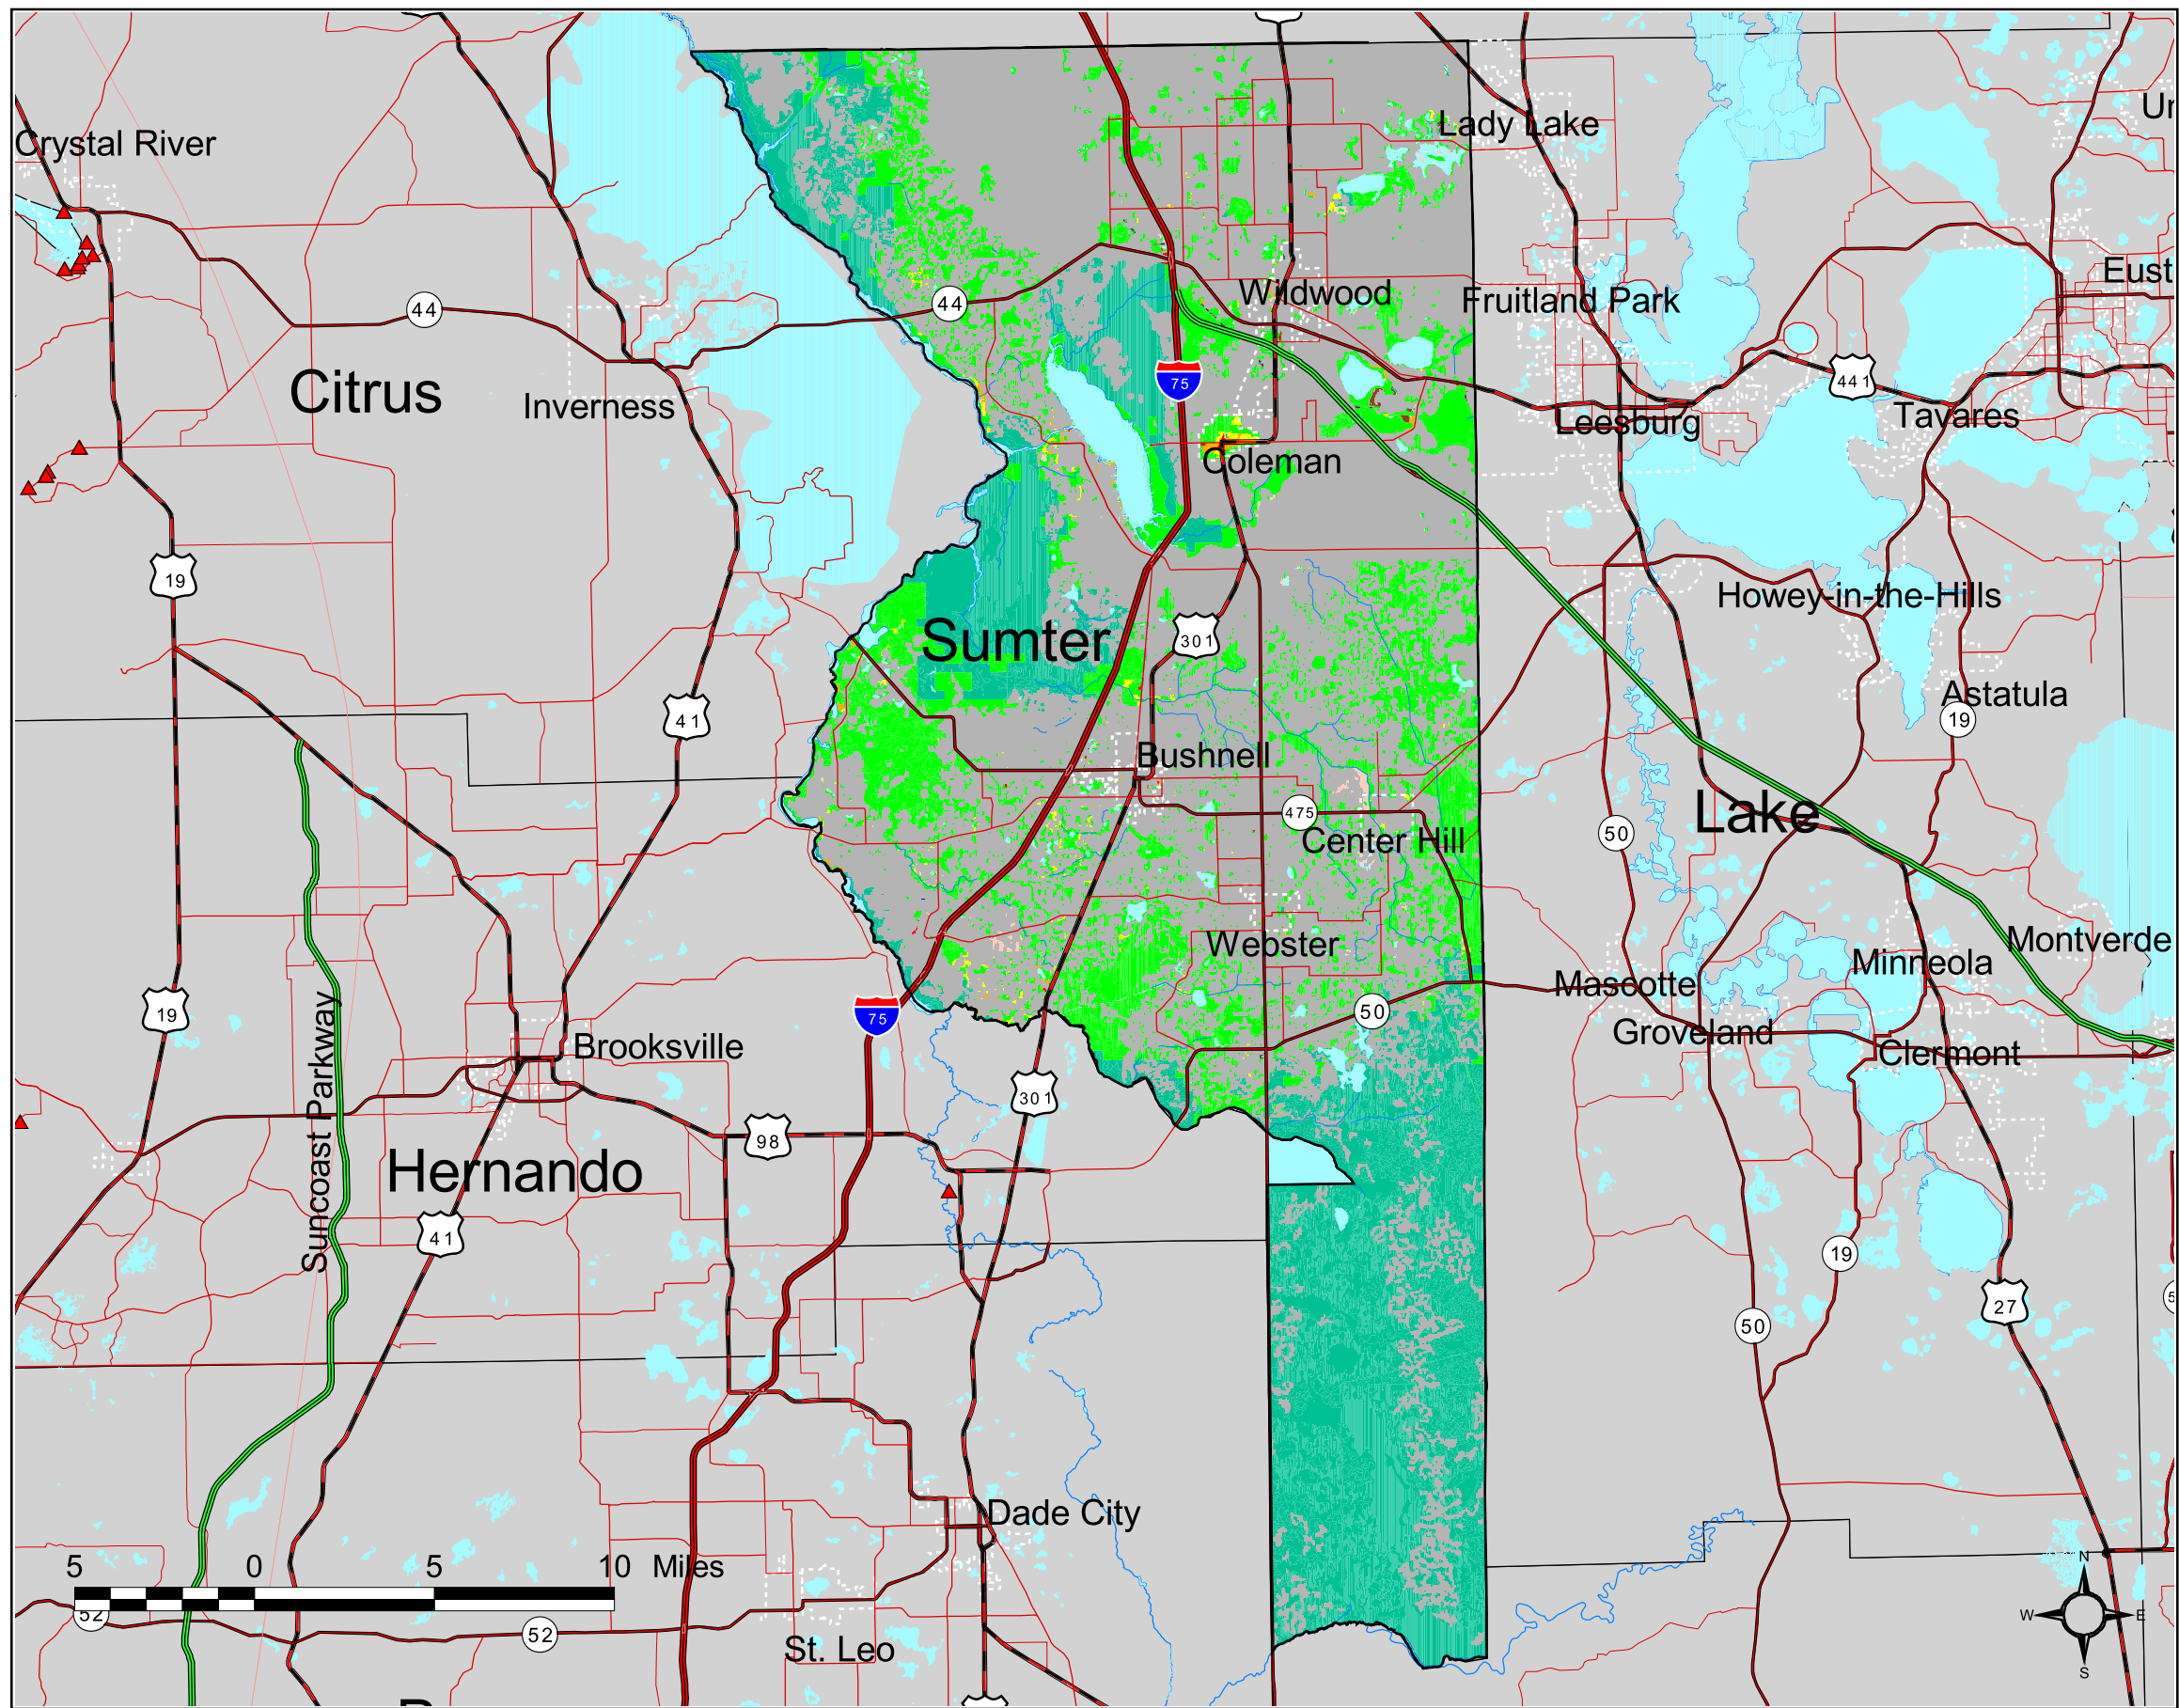 Lady Lake
Ur
Crystal River
Eust
44
44
Wildwood
Fruitland Park
75
441
Citrus
Inverness
Leesburg
Tavares
Coleman
19
Howey-in-the-Hills
Sumter
301
41
Astatula
19
Bushnell
475
Lake
50
Center Hill
Webster
Montverde
Minneola
Mascotte
19
75
50
Groveland
Brooksville
Clermont
Suncoast Parkway
301
98
Hernando
41
19
27
50
Dade City
5 0 5 10 Miles
52
52
St. Leo
N
W E
S